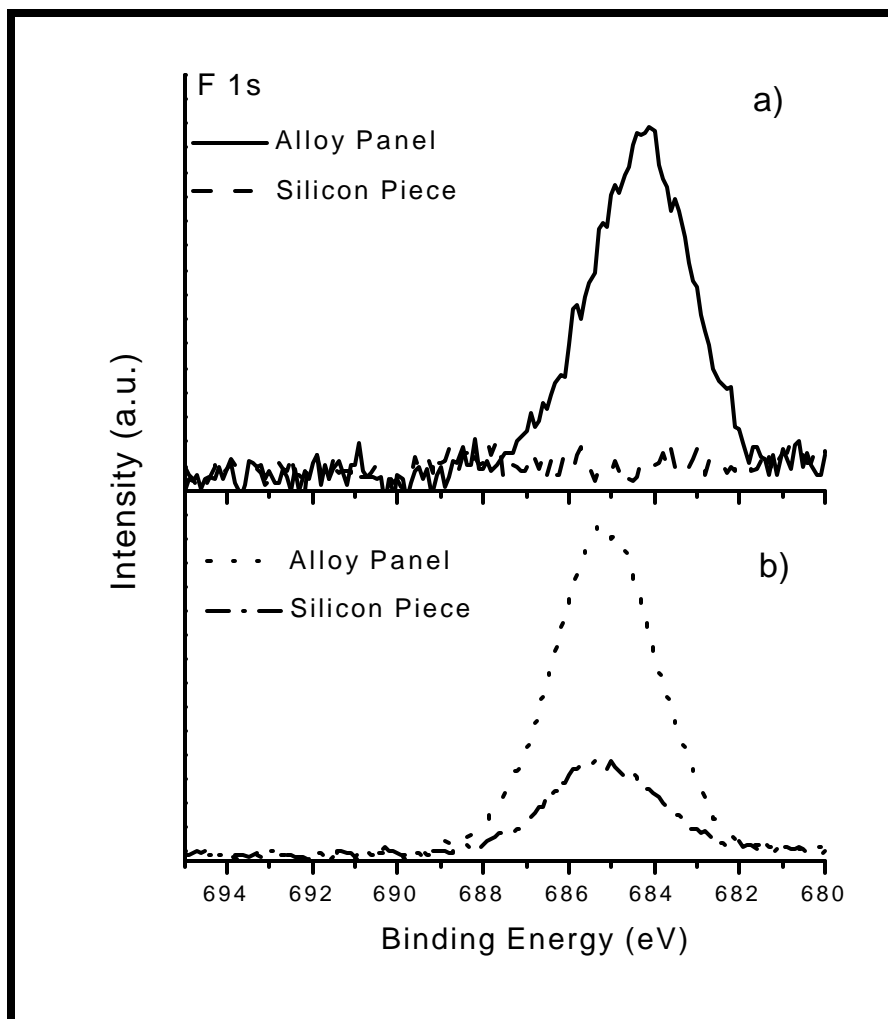 F 1s
a)
Alloy Panel
Silicon Piece
Intensity (a.u.)
Alloy Panel
b)
Silicon Piece
694 692 690 688 686 684 682 680
Binding Energy (eV)